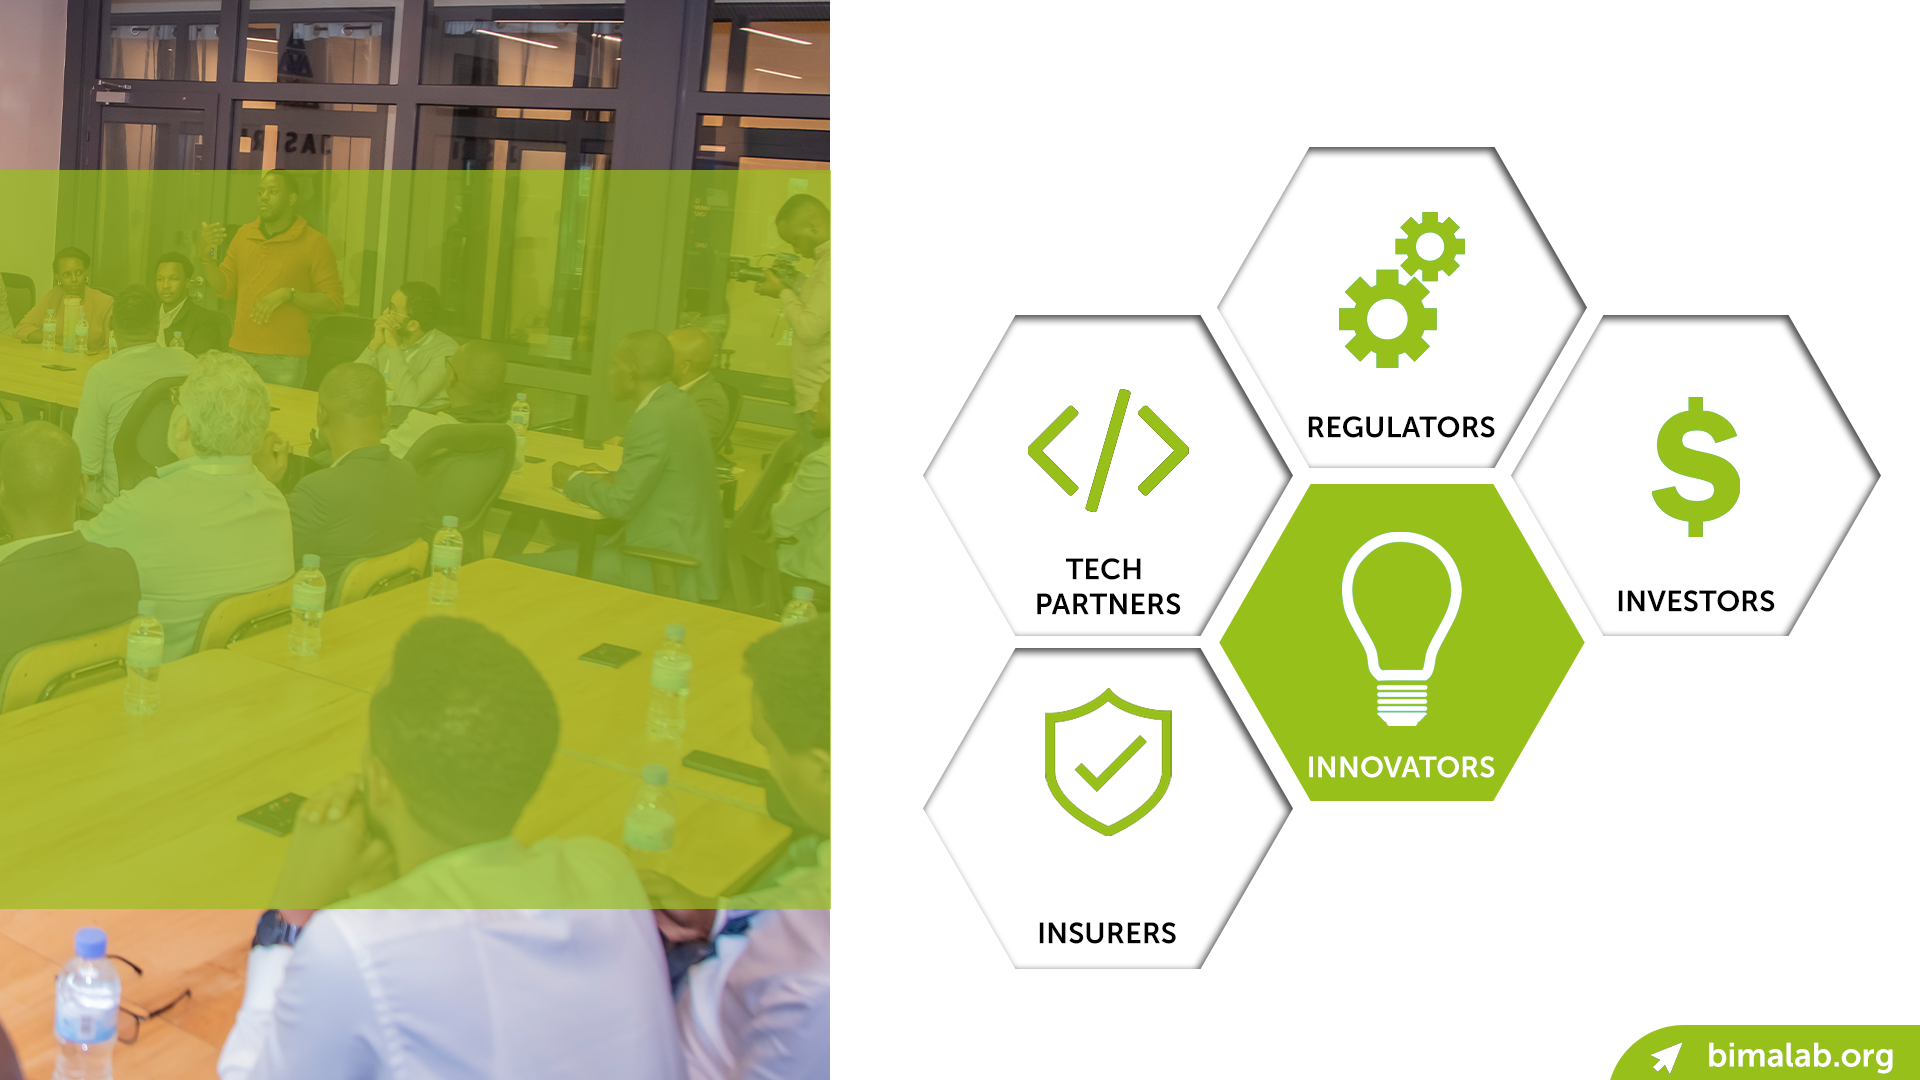 REGULATORS
TECH
PARTNERS
INVESTORS
INNOVATORS
INSURERS
bimalab.org